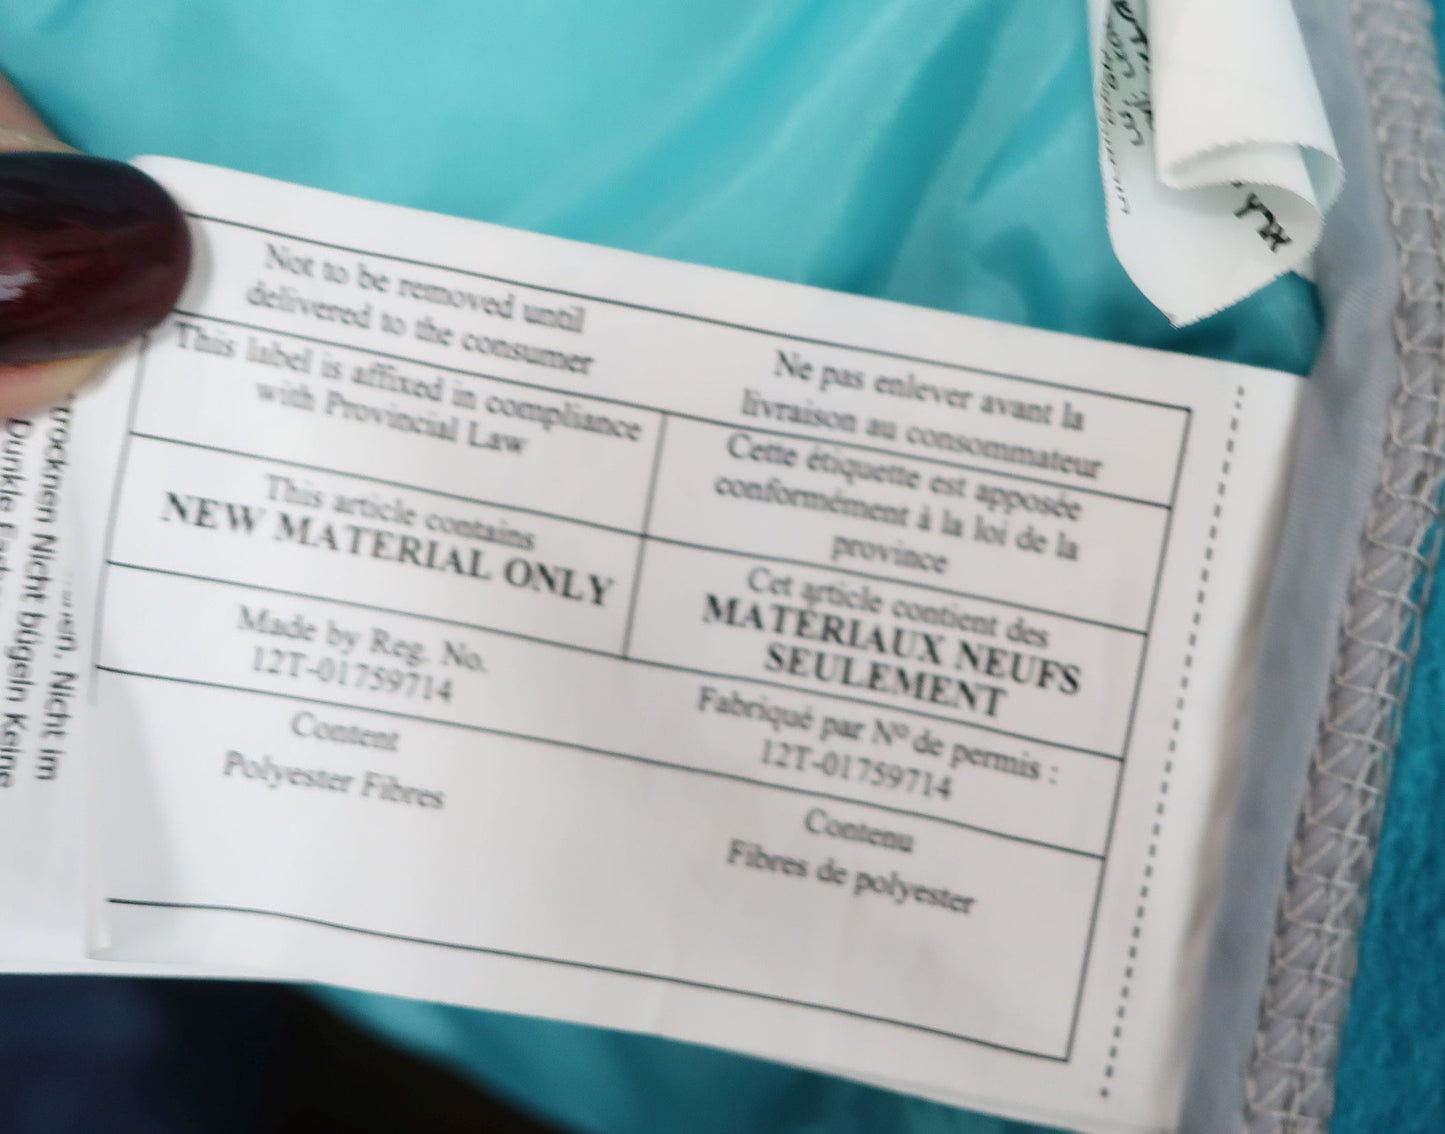 Not to be removed until
delivered to the consumer
Ne pas enlever avant la
livraison au consommateur
This label is affixed in compliance
with Provincial Law
Cette étiquette est apposée
conformément à la loi de la
province
This article contains
NEW MATERIAL ONLY
Cet article contient des
MATÉRIAUX NEUFS
SEULEMENT
Made by Reg. No.
12T-01759714
Fabriqué par Nº de permis :
12T-01759714
Content
Polyester Fibres
Contenu
Fibres de polyester
Nicht im
trocknen Nicht bügeln Keine
Dunkle